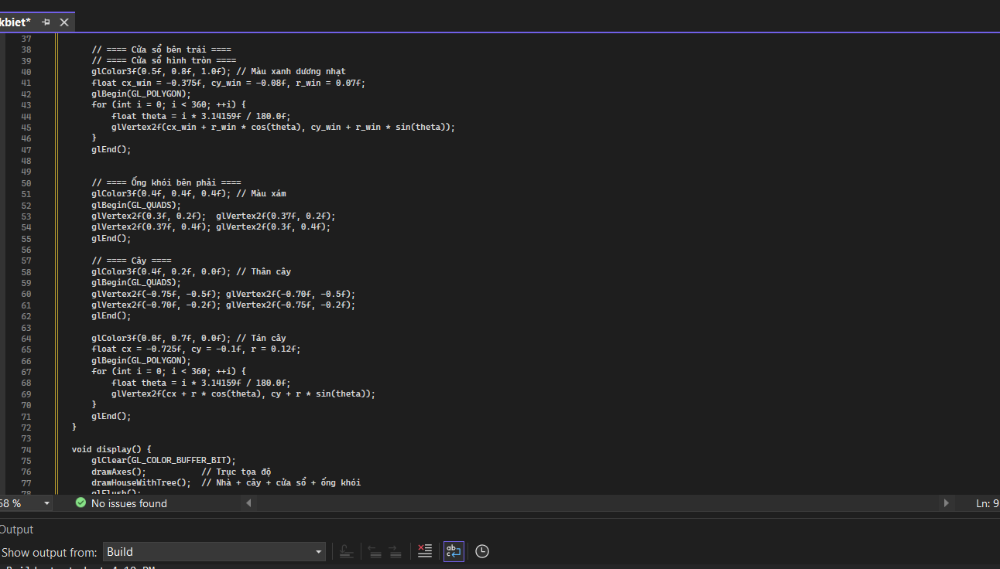 kbiet*
37
38 // ==== Cửa sổ bên trái ====
39 // ==== Cửa sổ hình tròn ====
40 glColor3f(0.5f, 0.8f, 1.0f); // Màu xanh dương nhạt
41 float cx_win = -0.375f, cy_win = -0.08f, r_win = 0.07f;
42 glBegin(GL_POLYGON);
43 for (int i = 0; i < 360; ++i) {
44 float theta = i * 3.14159f / 180.0f;
45 glVertex2f(cx_win + r_win * cos(theta), cy_win + r_win * sin(theta));
46 }
47 glEnd();
48
49
50 // ==== Ống khói bên phải ====
51 glColor3f(0.4f, 0.4f, 0.4f); // Màu xám
52 glBegin(GL_QUADS);
53 glVertex2f(0.3f, 0.2f); glVertex2f(0.37f, 0.2f);
54 glVertex2f(0.37f, 0.4f); glVertex2f(0.3f, 0.4f);
55 glEnd();
56
57 // ==== Cây ====
58 glColor3f(0.4f, 0.2f, 0.0f); // Thân cây
59 glBegin(GL_QUADS);
60 glVertex2f(-0.75f, -0.5f); glVertex2f(-0.70f, -0.5f);
61 glVertex2f(-0.70f, -0.2f); glVertex2f(-0.75f, -0.2f);
62 glEnd();
63
64 glColor3f(0.0f, 0.7f, 0.0f); // Tán cây
65 float cx = -0.725f, cy = -0.1f, r = 0.12f;
66 glBegin(GL_POLYGON);
67 for (int i = 0; i < 360; ++i) {
68 float theta = i * 3.14159f / 180.0f;
69 glVertex2f(cx + r * cos(theta), cy + r * sin(theta));
70 }
71 glEnd();
72 }
73
74 void display() {
75 glClear(GL_COLOR_BUFFER_BIT);
76 drawAxes(); // Trục tọa độ
77 drawHouseWithTree(); // Nhà + cây + cửa sổ + ống khói
78 glFlush();
58 % No issues found Ln: 9
Output
Show output from: Build